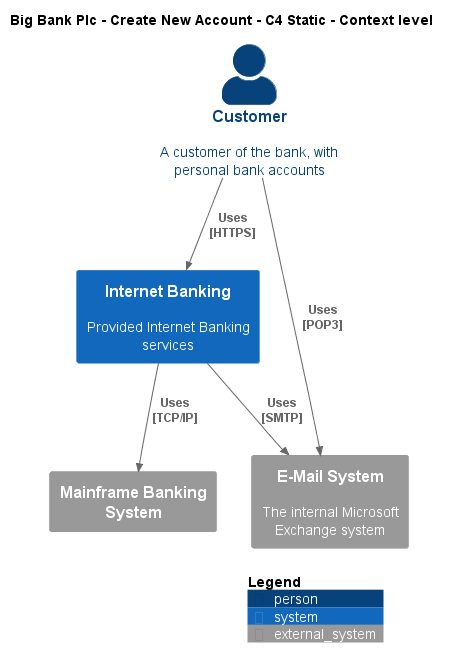 Big Bank Plc - Create New Account - C4 Static - Context level
Customer
A customer of the bank, with
personal bank accounts
Uses
[HTTPS]
Internet Banking
Provided Internet Banking
services
Uses
[POP3]
Uses
[TCP/IP]
Uses
[SMTP]
Mainframe Banking
System
E-Mail System
The internal Microsoft
Exchange system
Legend
person
system
external_system